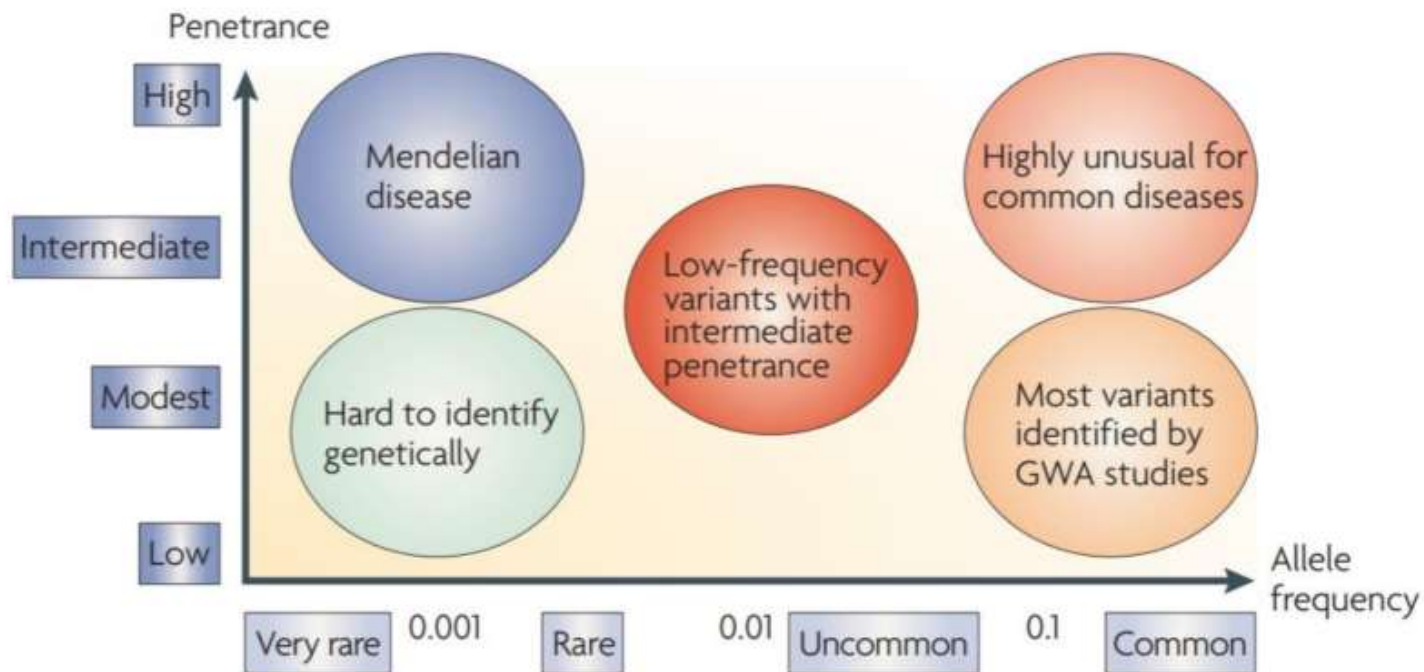 Penetrance
High
Intermediate
Modest
Low
Mendelian
disease
Hard to identify
genetically
Low-frequency
variants with
intermediate
penetrance
Highly unusual for
common diseases
Most variants
identified by
GWA studies
Allele
frequency
Very rare
0.001
Rare
0.01
Uncommon
0.1
Common